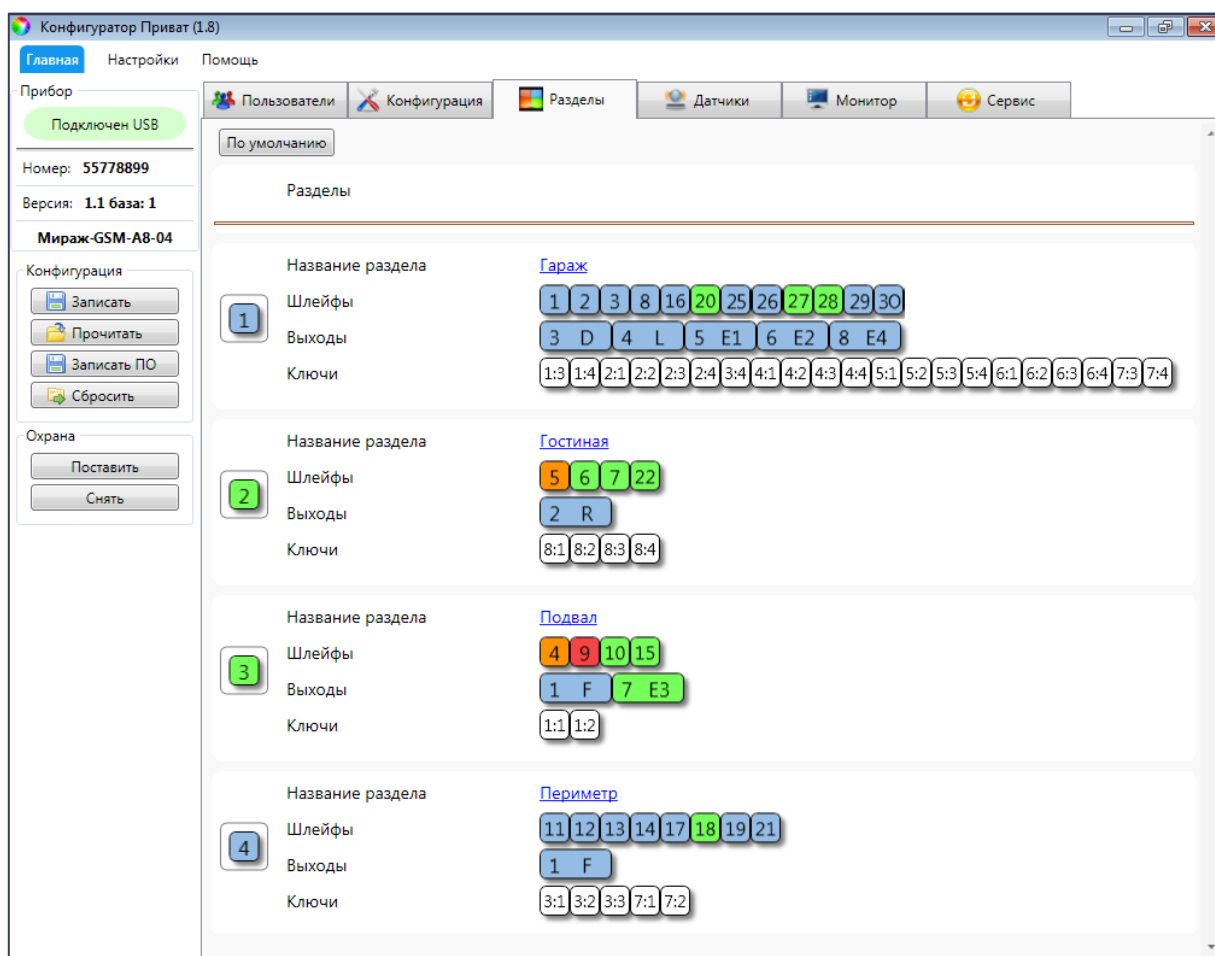 Конфигуратор Приват (1.8)
Главная Настройки Помощь
Прибор
Подключен USB
Номер: 55778899
Версия: 1.1 база: 1
Мираж-GSM-A8-04
Конфигурация
Записать
Прочитать
Записать ПО
Сбросить
Охрана
Поставить
Снять
Пользователи Конфигурация Разделы Датчики Монитор Сервис
По умолчанию
Разделы
1
Название раздела Гараж
Шлейфы 1 2 3 8 16 20 25 26 27 28 29 30
Выходы 3 D 4 L 5 E1 6 E2 8 E4
Ключи 1:3 1:4 2:1 2:2 2:3 2:4 3:4 4:1 4:2 4:3 4:4 5:1 5:2 5:3 5:4 6:1 6:2 6:3 6:4 7:3 7:4
2
Название раздела Гостиная
Шлейфы 5 6 7 22
Выходы 2 R
Ключи 8:1 8:2 8:3 8:4
3
Название раздела Подвал
Шлейфы 4 9 10 15
Выходы 1 F 7 E3
Ключи 1:1 1:2
4
Название раздела Периметр
Шлейфы 11 12 13 14 17 18 19 21
Выходы 1 F
Ключи 3:1 3:2 3:3 7:1 7:2